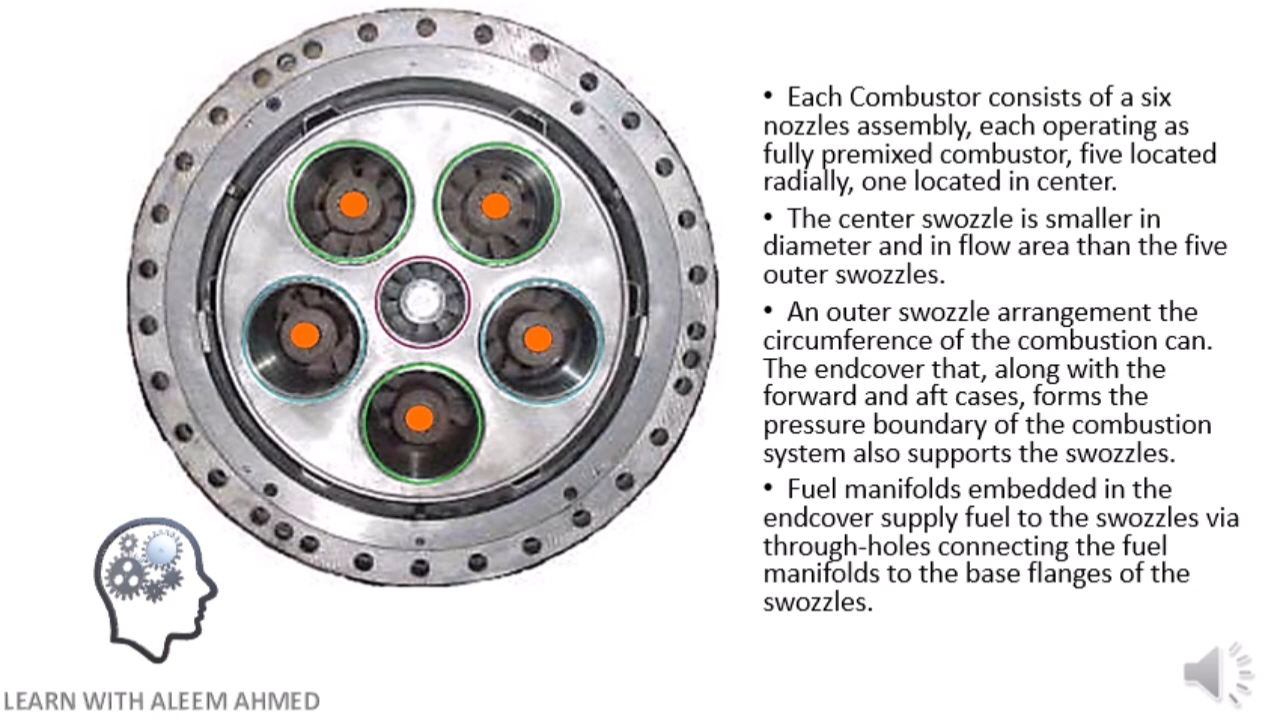 • Each Combustor consists of a six
nozzles assembly, each operating as
fully premixed combustor, five located
radially, one located in center.
• The center swozzle is smaller in
diameter and in flow area than the five
outer swozzles.
• An outer swozzle arrangement the
circumference of the combustion can.
The endcover that, along with the
forward and aft cases, forms the
pressure boundary of the combustion
system also supports the swozzles.
• Fuel manifolds embedded in the
endcover supply fuel to the swozzles via
through-holes connecting the fuel
manifolds to the base flanges of the
swozzles.
LEARN WITH ALEEM AHMED